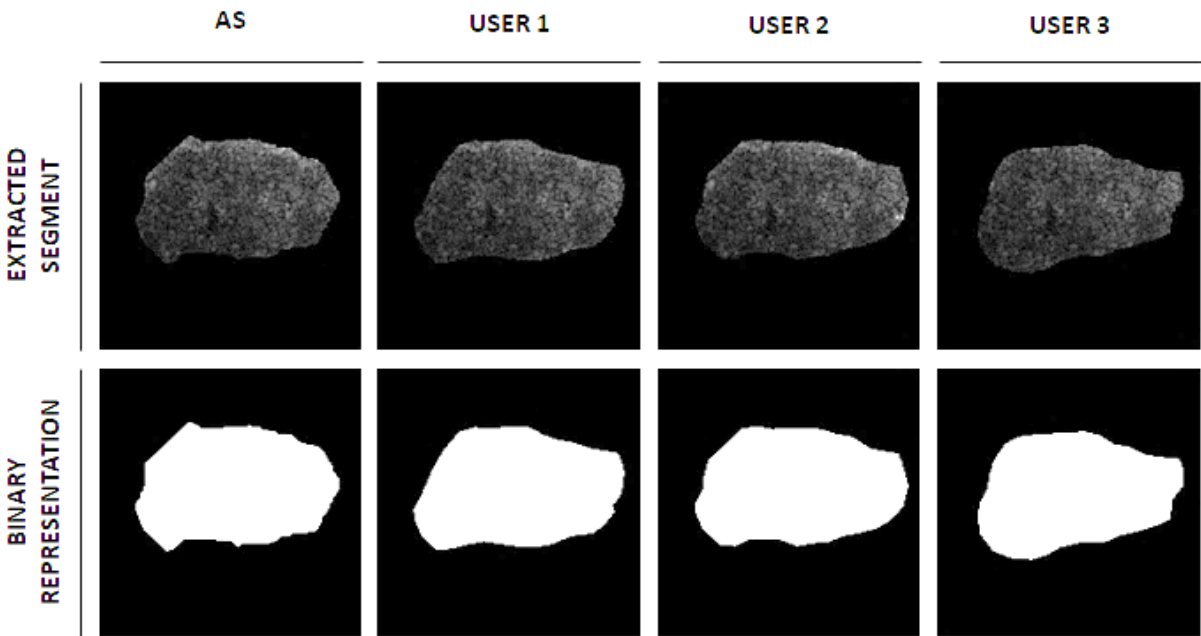 AS
USER 1
USER 2
USER 3
EXTRACTED
SEGMENT
BINARY
REPRESENTATION